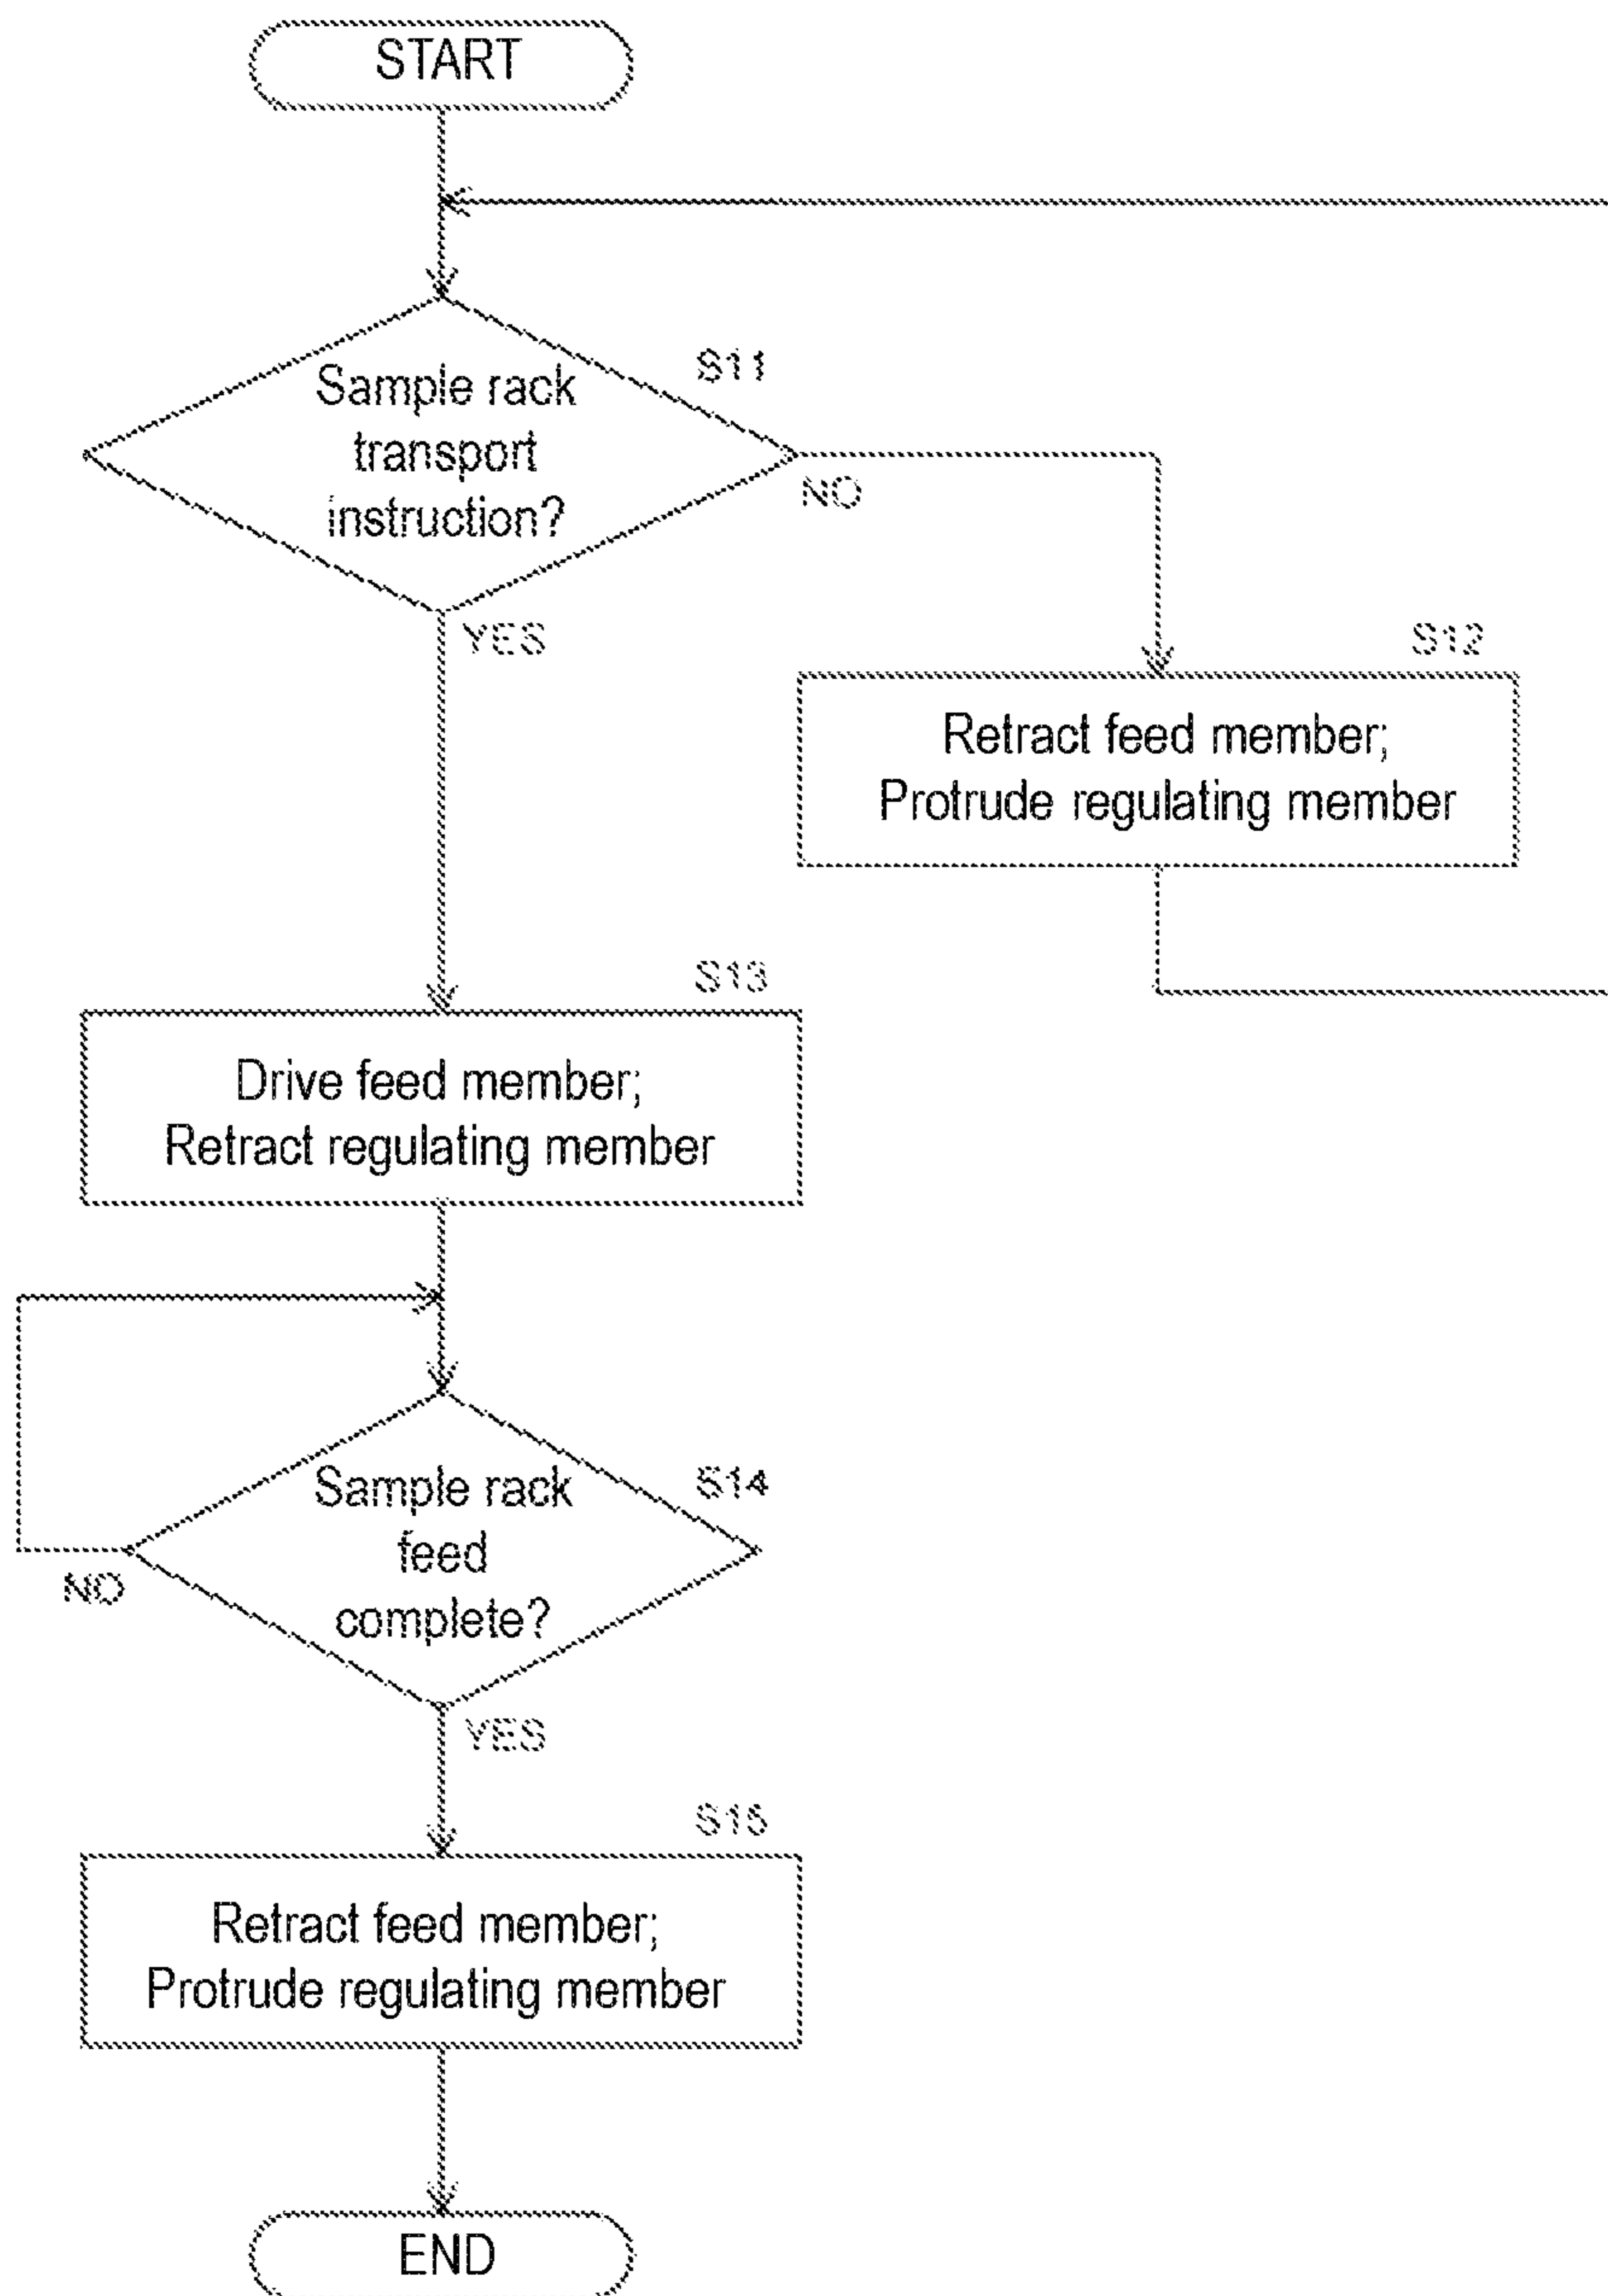 START
S11
Sample rack
transport
instruction?
NO
YES
S12
Retract feed member;
Protrude regulating member
S13
Drive feed member;
Retract regulating member
S14
Sample rack
feed
complete?
NO
YES
S15
Retract feed member;
Protrude regulating member
END